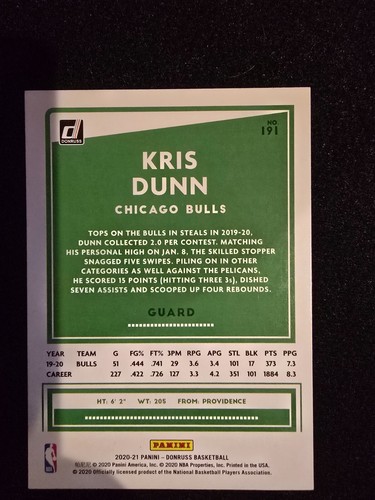 DONRUSS
NO.
191
KRIS
DUNN
CHICAGO BULLS
TOPS ON THE BULLS IN STEALS IN 2019-20,
DUNN COLLECTED 2.0 PER CONTEST. MATCHING
HIS PERSONAL HIGH ON JAN. 8, THE SKILLED STOPPER
SNAGGED FIVE SWIPES. PILING ON IN OTHER
CATEGORIES AS WELL AGAINST THE PELICANS,
HE SCORED 15 POINTS (HITTING THREE 3s), DISHED
SEVEN ASSISTS AND SCOOPED UP FOUR REBOUNDS.
GUARD
YEAR TEAM G FG% FT% 3PM RPG APG STL BLK PTS PPG
19-20 BULLS 51 .444 .741 29 3.6 3.4 101 17 373 7.3
CAREER 227 .422 .726 127 3.3 4.2 351 101 1884 8.3
HT: 6' 2" WT: 205 FROM: PROVIDENCE
PANINI
2020-21 PANINI – DONRUSS BASKETBALL
© 2020 Panini America, Inc. © 2020 NBA Properties, Inc. Printed in the USA.
© 2020 Officially licensed product of the National Basketball Players Association.